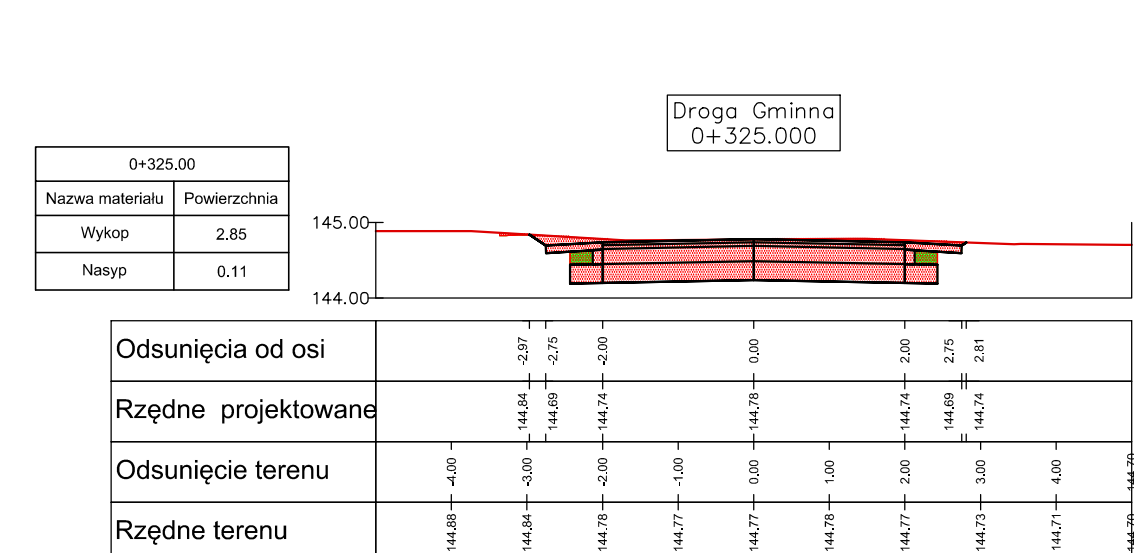 Droga Gminna
0+325.000
0+325.00
Nazwa materiału Powierzchnia
Wykop 2.85
Nasyp 0.11
145.00
144.00
Odsunięcia od osi -2.97 -2.75 -2.00 0.00 2.00 2.75 2.81
Rzędne projektowane 144.84 144.69 144.74 144.78 144.74 144.69 144.74
Odsunięcie terenu -4.00 -3.00 -2.00 -1.00 0.00 1.00 2.00 3.00 4.00 144.70
Rzędne terenu 144.88 144.84 144.78 144.77 144.77 144.78 144.77 144.73 144.71 144.70